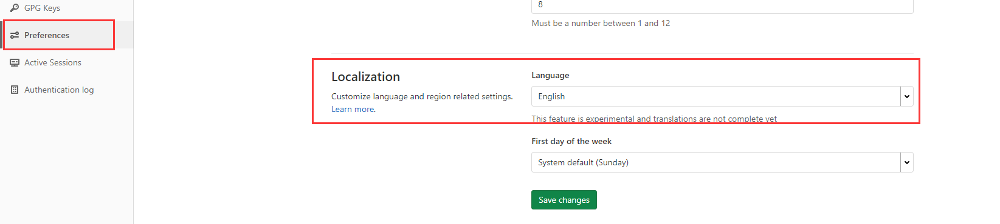 GPG Keys
Preferences
Active Sessions
Authentication log
8
Must be a number between 1 and 12
Localization
Customize language and region related settings.
Learn more.
Language
English
This feature is experimental and translations are not complete yet
First day of the week
System default (Sunday)
Save changes